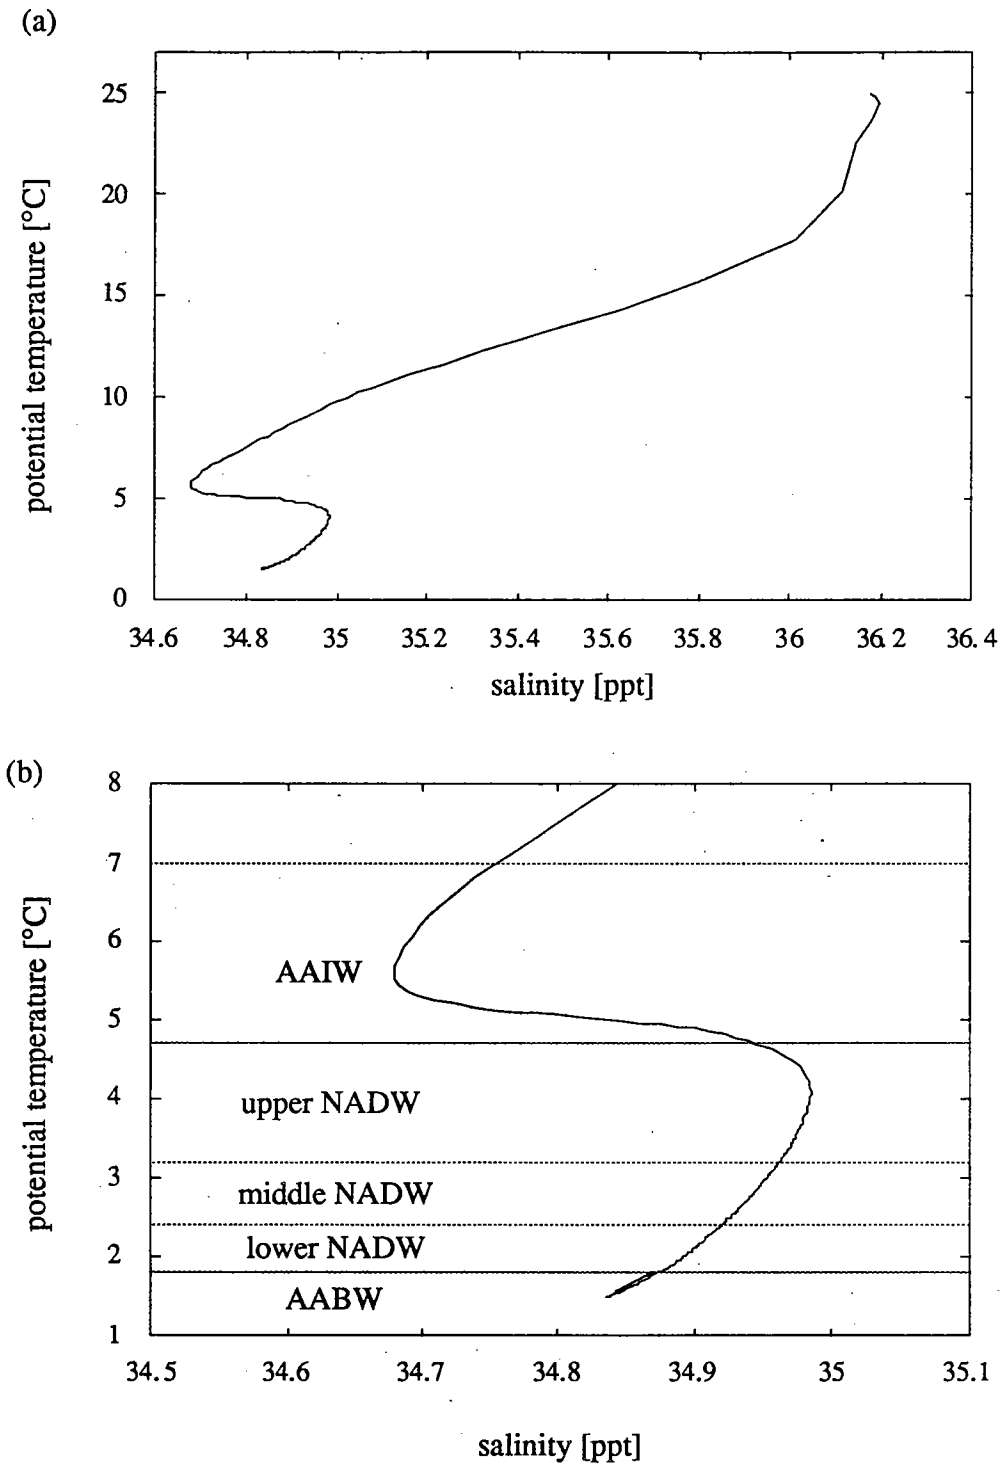 (a)
25
20
15
10
5
0
potential temperature [°C]
34.6 34.8 35 35.2 35.4 35.6 35.8 36 36.2 36.4
salinity [ppt]
(b)
8
7
6
5
4
3
2
1
potential temperature [°C]
AAIW
upper NADW
middle NADW
lower NADW
AABW
34.5 34.6 34.7 34.8 34.9 35 35.1
salinity [ppt]